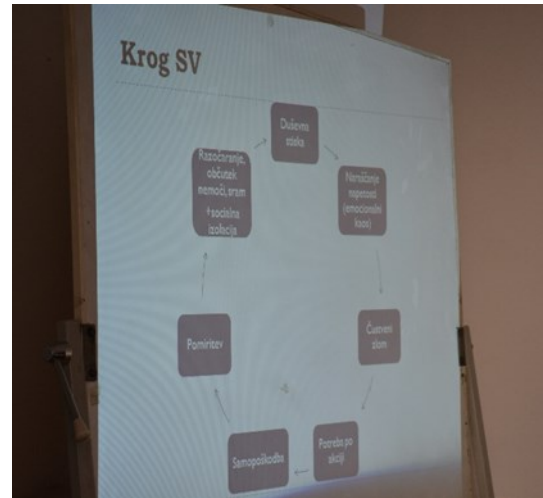 Krog SV
Duševna
stiska
Naraščanje
napetosti
(emocionalni
kaos)
Čustveni
zlom
Potreba po
akciji
Samopoškodba
Pomiritev
Razočaranje,
občutek
nemoči, sram
+socialna
izolacija